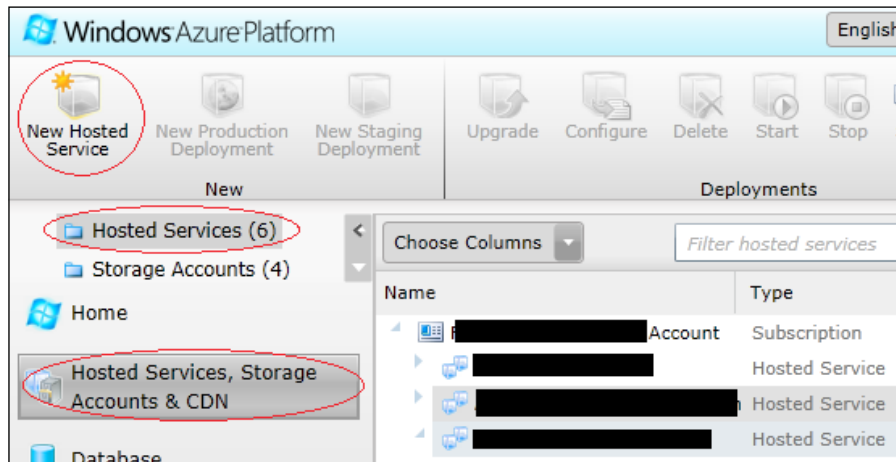 Windows Azure Platform
English
New Hosted Service
New Production Deployment
New Staging Deployment
Upgrade
Configure
Delete
Start
Stop
New
Deployments
Hosted Services (6)
Storage Accounts (4)
Choose Columns
Filter hosted services
Name
Type
Account
Subscription
Home
Hosted Service
Hosted Services, Storage
Accounts & CDN
Hosted Service
Hosted Service
Database